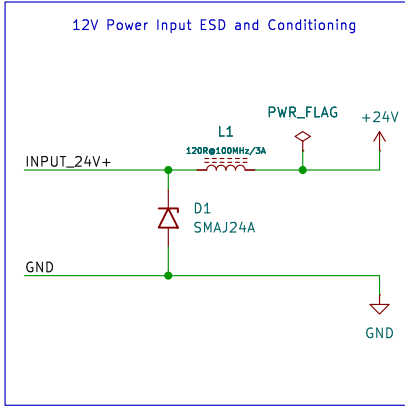 12V Power Input ESD and Conditioning
PWR_FLAG
+24V
L1
120R@100MHz/3A
INPUT_24V+
D1
SMAJ24A
GND
GND